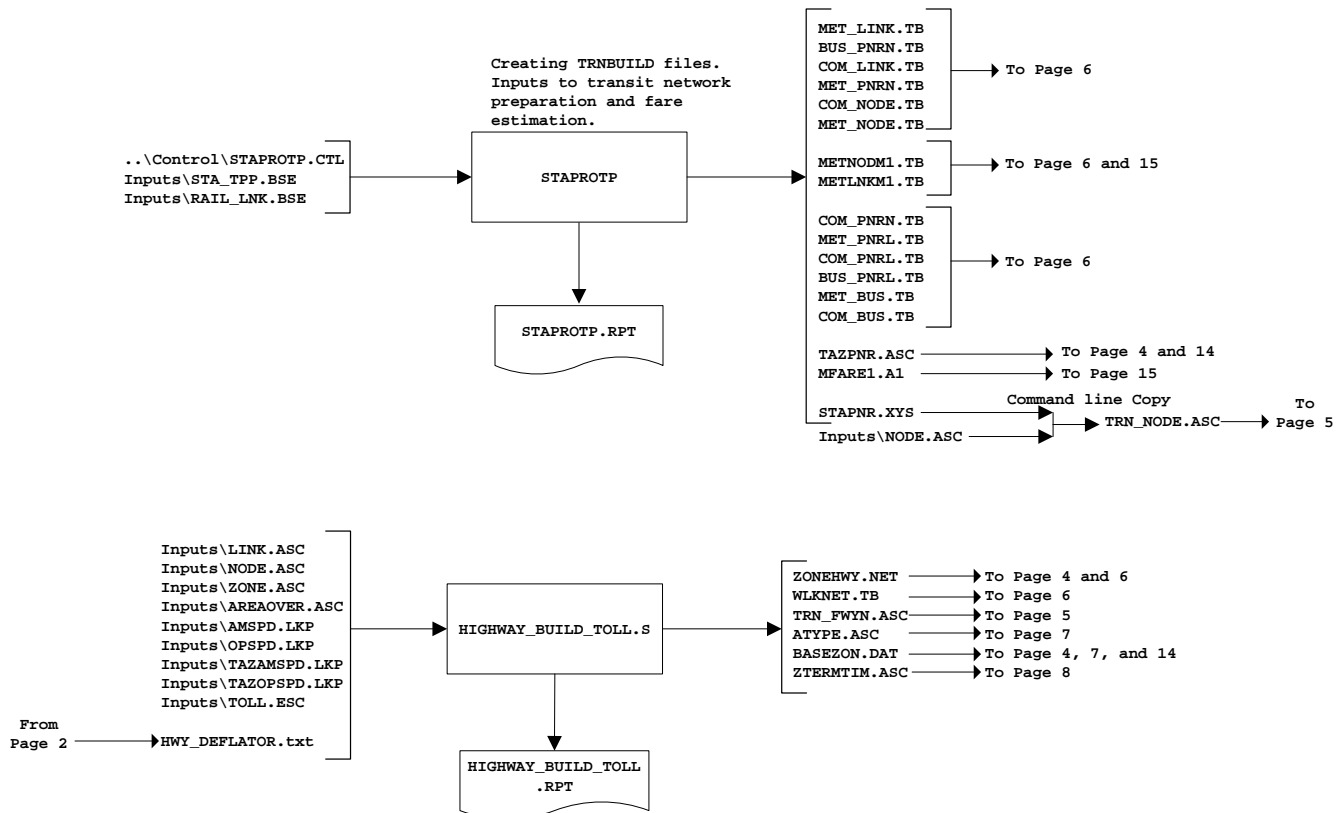 Creating TRNBUILD files.
Inputs to transit network
preparation and fare
estimation.
..\Control\STAPROTP.CTL
Inputs\STA_TPP.BSE
Inputs\RAIL_LNK.BSE
STAPROTP
STAPROTP.RPT
MET_LINK.TB
BUS_PNRN.TB
COM_LINK.TB
MET_PNRN.TB
COM_NODE.TB
MET_NODE.TB
To Page 6
METNODM1.TB
METLNKM1.TB
To Page 6 and 15
COM_PNRN.TB
MET_PNRL.TB
COM_PNRL.TB
BUS_PNRL.TB
MET_BUS.TB
COM_BUS.TB
To Page 6
TAZPNR.ASC To Page 4 and 14
MFARE1.A1 To Page 15
Command line Copy
STAPNR.XYS
Inputs\NODE.ASC
TRN_NODE.ASC
To
Page 5
Inputs\LINK.ASC
Inputs\NODE.ASC
Inputs\ZONE.ASC
Inputs\AREAOVER.ASC
Inputs\AMSPD.LKP
Inputs\OPSPD.LKP
Inputs\TAZAMSPD.LKP
Inputs\TAZOPSPD.LKP
Inputs\TOLL.ESC
From
Page 2
HWY_DEFLATOR.txt
HIGHWAY_BUILD_TOLL.S
HIGHWAY_BUILD_TOLL
.RPT
ZONEHWY.NET To Page 4 and 6
WLKNET.TB To Page 6
TRN_FWYN.ASC To Page 5
ATYPE.ASC To Page 7
BASEZON.DAT To Page 4, 7, and 14
ZTERMTIM.ASC To Page 8